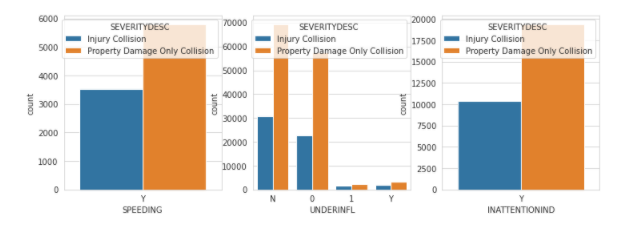 6000
5000
4000
3000
2000
1000
0
count
SEVERITYDESC
Injury Collision
Property Damage Only Collision
Y
SPEEDING
70000
60000
50000
40000
30000
20000
10000
0
count
SEVERITYDESC
Injury Collision
Property Damage Only Collision
N 0 1 Y
UNDERINFL
20000
17500
15000
12500
10000
7500
5000
2500
0
count
SEVERITYDESC
Injury Collision
Property Damage Only Collision
Y
INATTENTIONIND